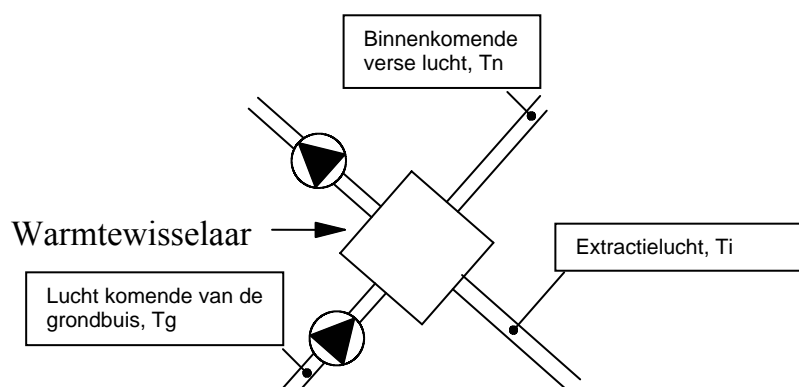 Binnenkomende
verse lucht, Tn
Warmtewisselaar
Extractielucht, Ti
Lucht komende van de
grondbuis, Tg